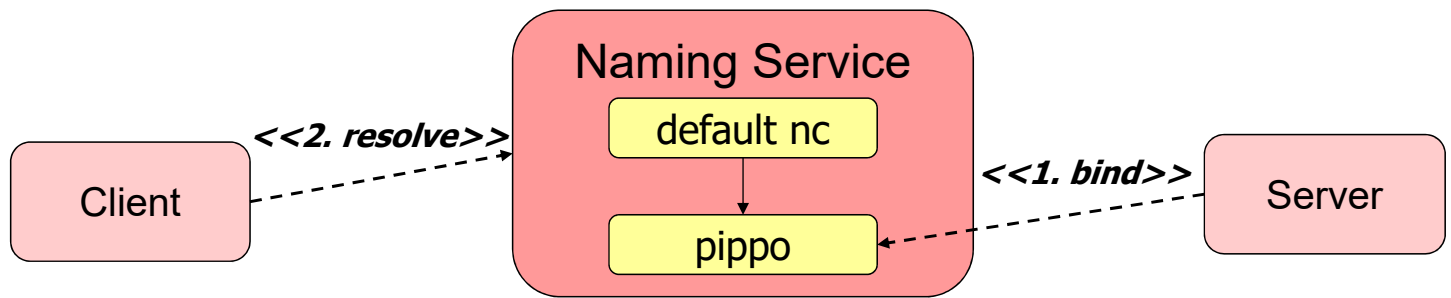 Naming Service
default nc
<<2. resolve>>
<<1. bind>>
Client
Server
pippo